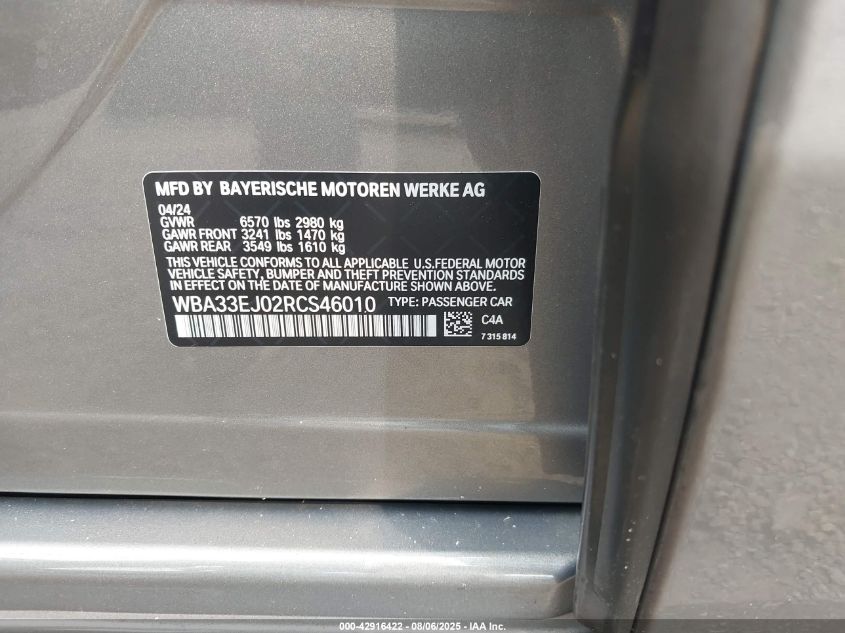 MFD BY BAYERISCHE MOTOREN WERKE AG
04/24
GVWR 6570 lbs 2980 kg
GAWR FRONT 3241 lbs 1470 kg
GAWR REAR 3549 lbs 1610 kg
THIS VEHICLE CONFORMS TO ALL APPLICABLE U.S.FEDERAL MOTOR
VEHICLE SAFETY, BUMPER AND THEFT PREVENTION STANDARDS
IN EFFECT ON THE DATE OF MANUFACTURE SHOWN ABOVE.
WBA33EJ02RCS46010 TYPE: PASSENGER CAR
C4A
7 315 814
000-42916422 - 08/06/2025 - IAA Inc.